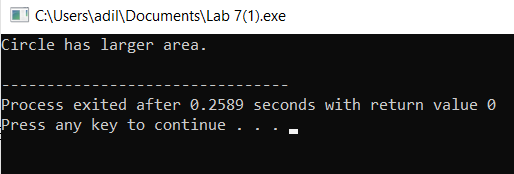 C:\Users\adil\Documents\Lab 7(1).exe
Circle has larger area.
--------------------------------
Process exited after 0.2589 seconds with return value 0
Press any key to continue . . .